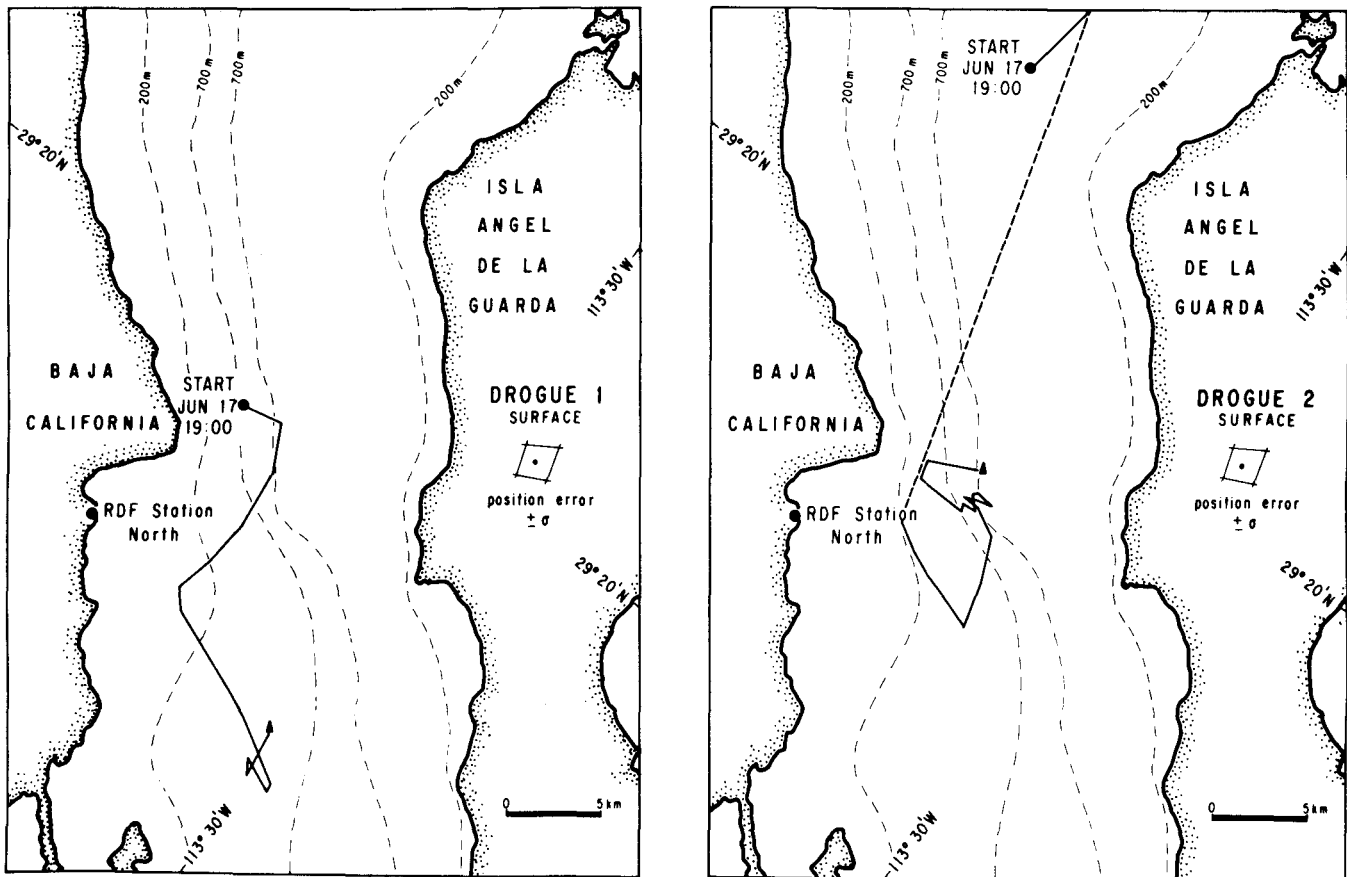 200m
700m
700m
200m
29° 20'N
ISLA
ANGEL
DE LA
GUARDA
113° 30'W
BAJA
CALIFORNIA
START
JUN 17
19:00
DROGUE 1
SURFACE
position error
± σ
RDF Station
North
29° 20'N
0 5km
113° 30'W
START
JUN 17
19:00
200m
700m
700m
200m
29° 20'N
ISLA
ANGEL
DE LA
GUARDA
113° 30'W
BAJA
CALIFORNIA
DROGUE 2
SURFACE
position error
± σ
RDF Station
North
29° 20'N
0 5km
113° 30'W